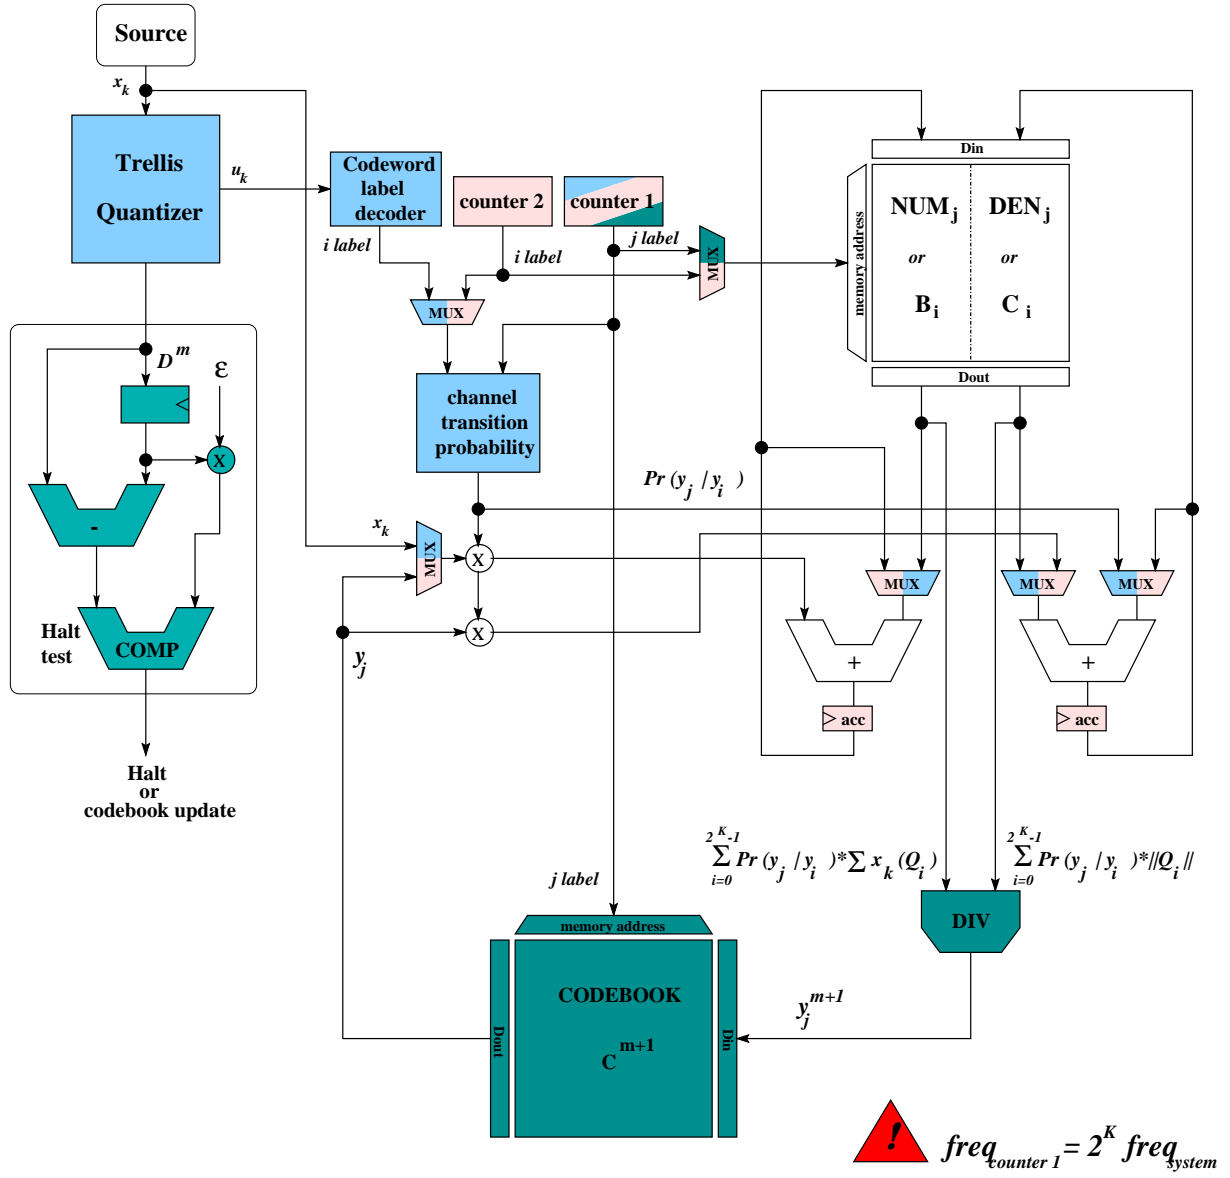 Source
x_k
Trellis
Quantizer
u_k
Codeword
label
decoder
counter 2
counter 1
i label
i label
j label
MUX
MUX
Din
memory address
NUM_j
or
B_i
DEN_j
or
C_i
Dout
D^m
ε
X
-
COMP
Halt
test
Halt
or
codebook update
channel
transition
probability
Pr (y_j / y_i )
x_k
MUX
X
X
y_j
MUX
MUX
MUX
+
+
> acc
> acc
2^K-1
∑ Pr (y_j / y_i )*∑ x_k (Q_i)
i=0
2^K-1
∑ Pr (y_j / y_i )*||Q_i ||
i=0
j label
DIV
memory address
Dout
CODEBOOK
C^m+1
Din
y_j^m+1
!
freq_counter 1 = 2^K freq_system